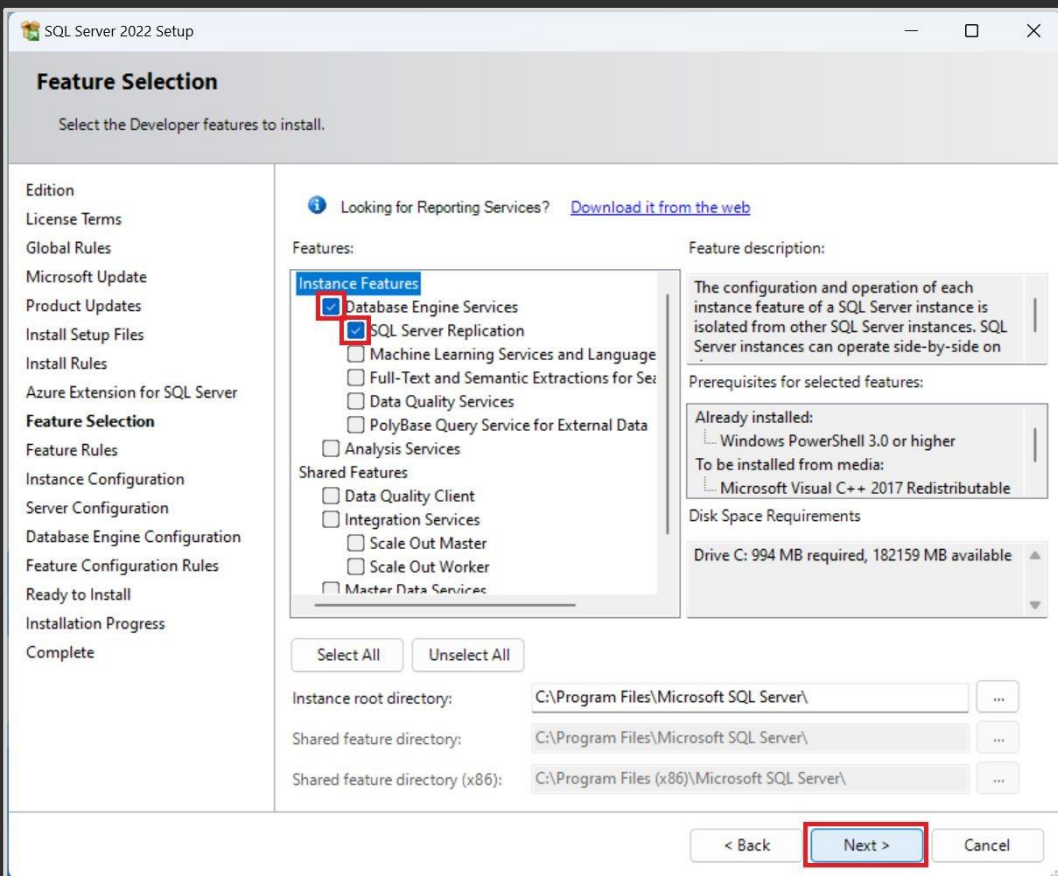 SQL Server 2022 Setup
Feature Selection
Select the Developer features to install.
Edition
License Terms
Global Rules
Microsoft Update
Product Updates
Install Setup Files
Install Rules
Azure Extension for SQL Server
Feature Selection
Feature Rules
Instance Configuration
Server Configuration
Database Engine Configuration
Feature Configuration Rules
Ready to Install
Installation Progress
Complete
Looking for Reporting Services? Download it from the web
Features:
Instance Features
Database Engine Services
SQL Server Replication
Machine Learning Services and Language
Full-Text and Semantic Extractions for Sea
Data Quality Services
PolyBase Query Service for External Data
Analysis Services
Shared Features
Data Quality Client
Integration Services
Scale Out Master
Scale Out Worker
Master Data Services
Feature description:
The configuration and operation of each
instance feature of a SQL Server instance is
isolated from other SQL Server instances. SQL
Server instances can operate side-by-side on
Prerequisites for selected features:
Already installed:
Windows PowerShell 3.0 or higher
To be installed from media:
Microsoft Visual C++ 2017 Redistributable
Disk Space Requirements
Drive C: 994 MB required, 182159 MB available
Select All
Unselect All
Instance root directory: C:\Program Files\Microsoft SQL Server\ ...
Shared feature directory: C:\Program Files\Microsoft SQL Server\ ...
Shared feature directory (x86): C:\Program Files (x86)\Microsoft SQL Server\ ...
< Back
Next >
Cancel